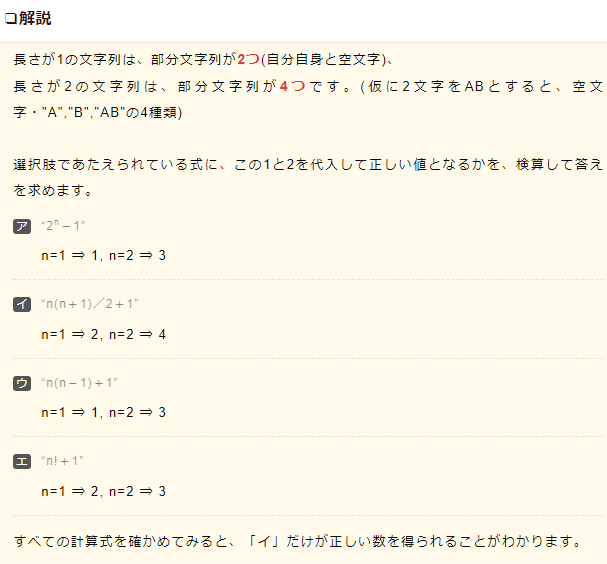 ❏解説
長さが1の文字列は、部分文字列が2つ(自分自身と空文字)、
長さが2の文字列は、部分文字列が4つです。(仮に2文字をABとすると、空文
字・"A","B","AB"の4種類)
選択肢であたえられている式に、この1と2を代入して正しい値となるかを、検算して答え
を求めます。
ア “2ⁿ－1”
n=1 ⇒ 1, n=2 ⇒ 3
イ “n(n＋1)／2＋1”
n=1 ⇒ 2, n=2 ⇒ 4
ウ “n(n－1)＋1”
n=1 ⇒ 1, n=2 ⇒ 3
エ “n!＋1”
n=1 ⇒ 2, n=2 ⇒ 3
すべての計算式を確かめてみると、「イ」だけが正しい数を得られることがわかります。